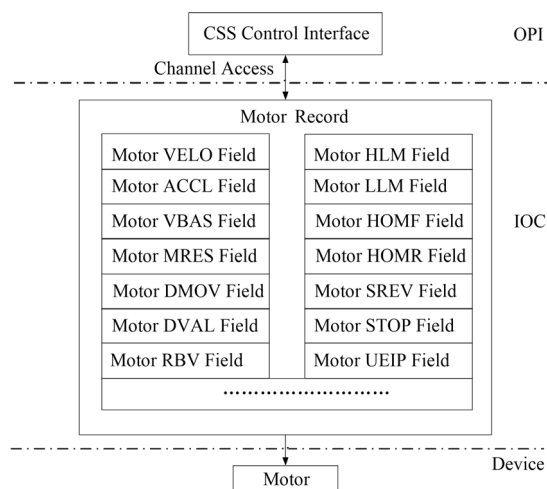 CSS Control Interface
OPI
Channel Access
Motor Record
Motor VELO Field
Motor ACCL Field
Motor VBAS Field
Motor MRES Field
Motor DMOV Field
Motor DVAL Field
Motor RBV Field
Motor HLM Field
Motor LLM Field
Motor HOMF Field
Motor HOMR Field
Motor SREV Field
Motor STOP Field
Motor UEIP Field
…………………………
IOC
Device
Motor